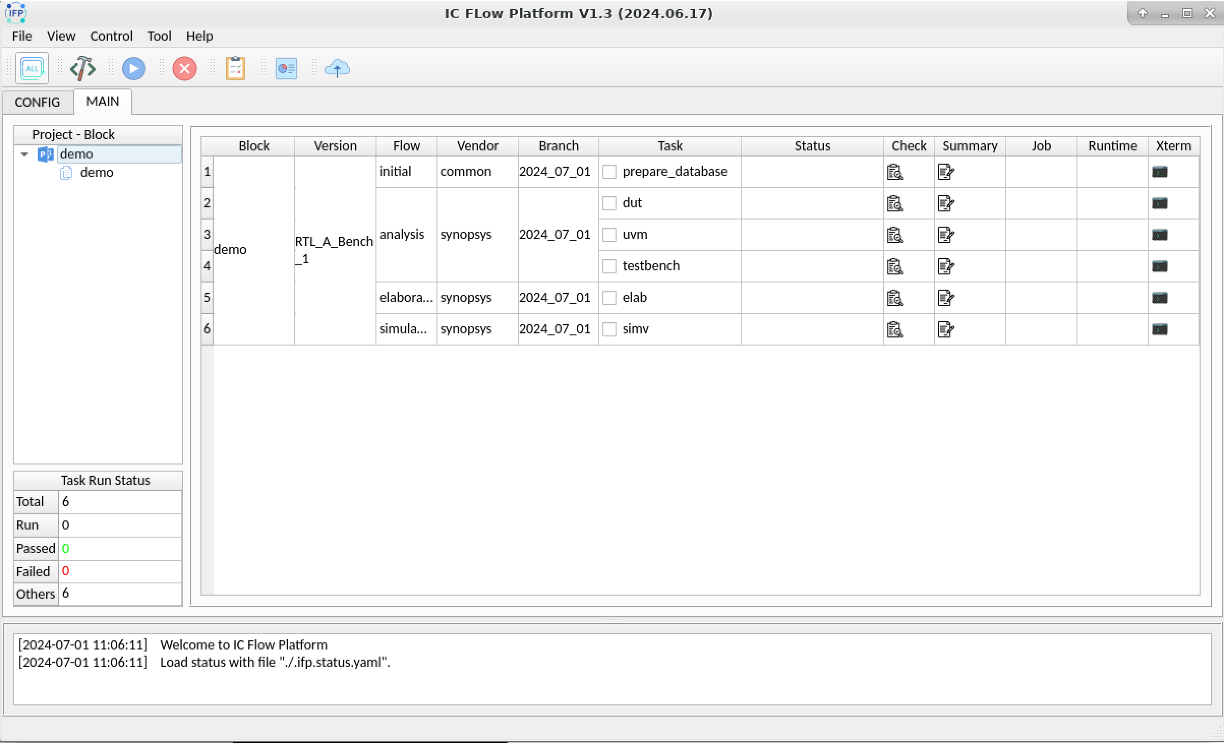 IFP
IC FLow Platform V1.3 (2024.06.17)
File View Control Tool Help
ALL
CONFIG MAIN
Project - Block
demo
demo
Block Version Flow Vendor Branch Task Status Check Summary Job Runtime Xterm
1 initial common 2024_07_01 prepare_database
2 dut
3 analysis synopsys 2024_07_01 uvm
demo RTL_A_Bench
_1
4 testbench
5 elabora... synopsys 2024_07_01 elab
6 simula... synopsys 2024_07_01 simv
Task Run Status
Total 6
Run 0
Passed 0
Failed 0
Others 6
[2024-07-01 11:06:11] Welcome to IC Flow Platform
[2024-07-01 11:06:11] Load status with file "./.ifp.status.yaml".